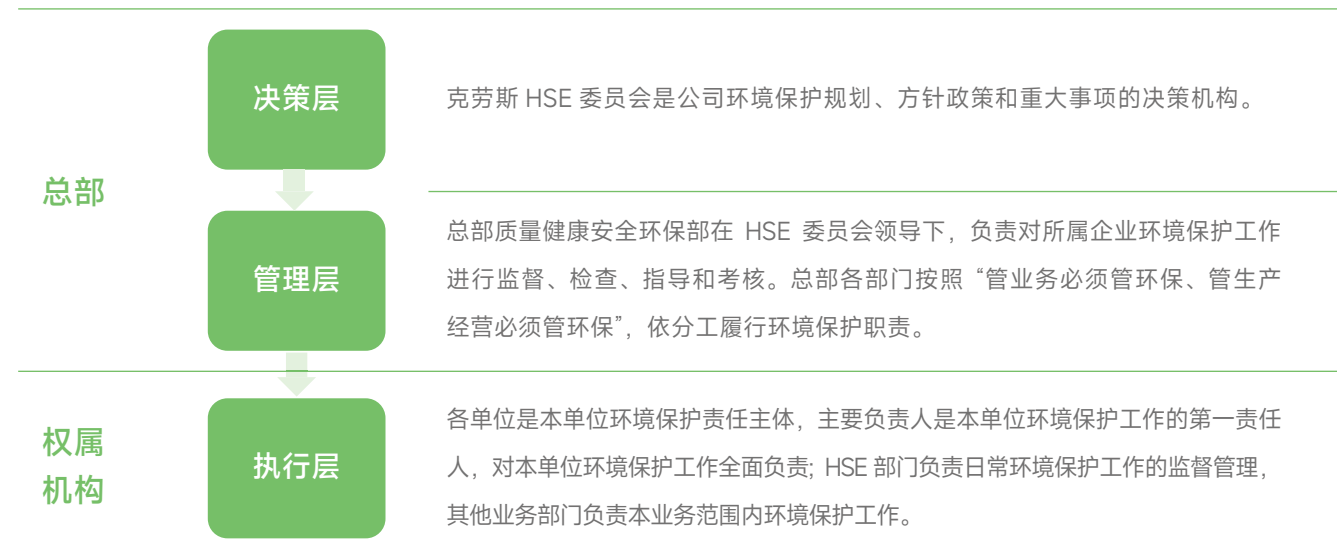 总部
决策层
克劳斯 HSE 委员会是公司环境保护规划、方针政策和重大事项的决策机构。
管理层
总部质量健康安全环保部在 HSE 委员会领导下，负责对所属企业环境保护工作
进行监督、检查、指导和考核。总部各部门按照“管业务必须管环保、管生产
经营必须管环保”，依分工履行环境保护职责。
权属
机构
执行层
各单位是本单位环境保护责任主体，主要负责人是本单位环境保护工作的第一责任
人，对本单位环境保护工作全面负责；HSE 部门负责日常环境保护工作的监督管理，
其他业务部门负责本业务范围内环境保护工作。